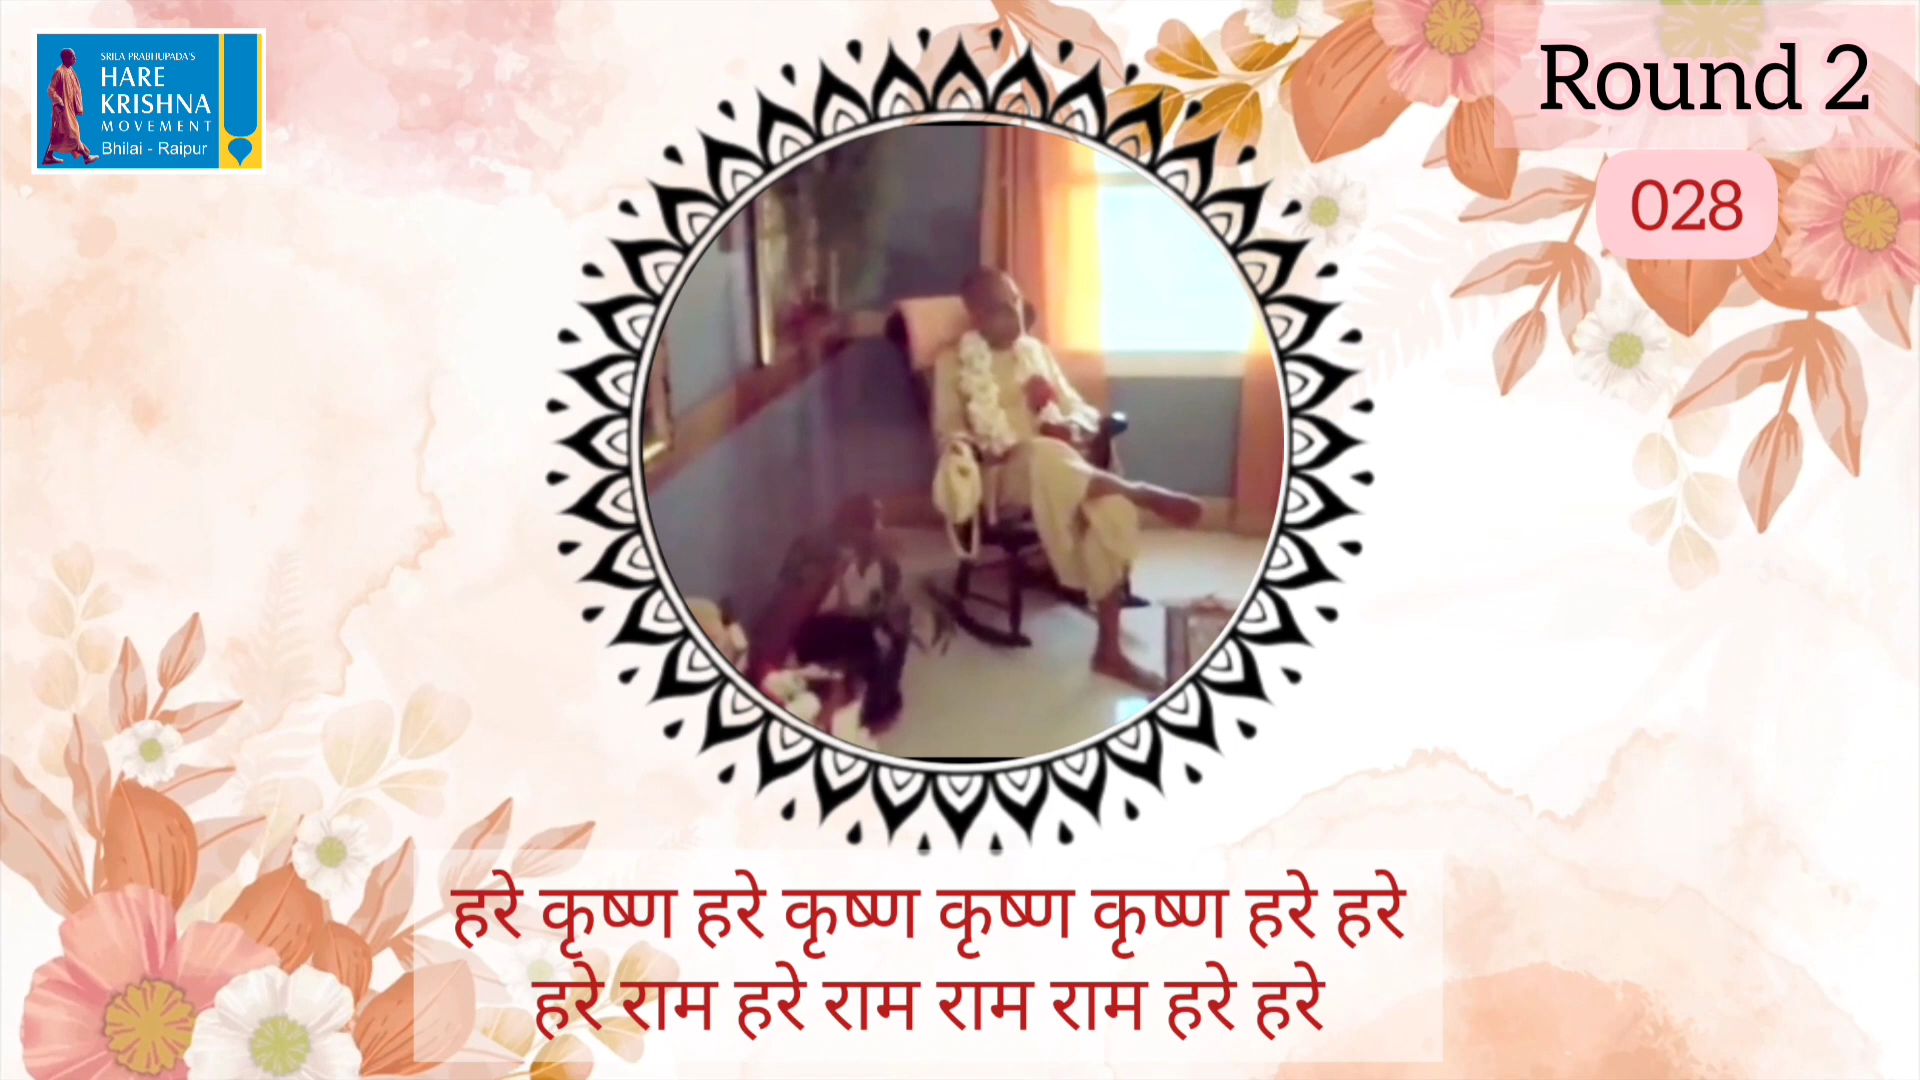 SRILA PRABHUPADA'S
HARE
KRISHNA
MOVEMENT
Bhilai - Raipur
Round 2
028
हरे कृष्ण हरे कृष्ण कृष्ण कृष्ण हरे हरे
हरे राम हरे राम राम राम हरे हरे